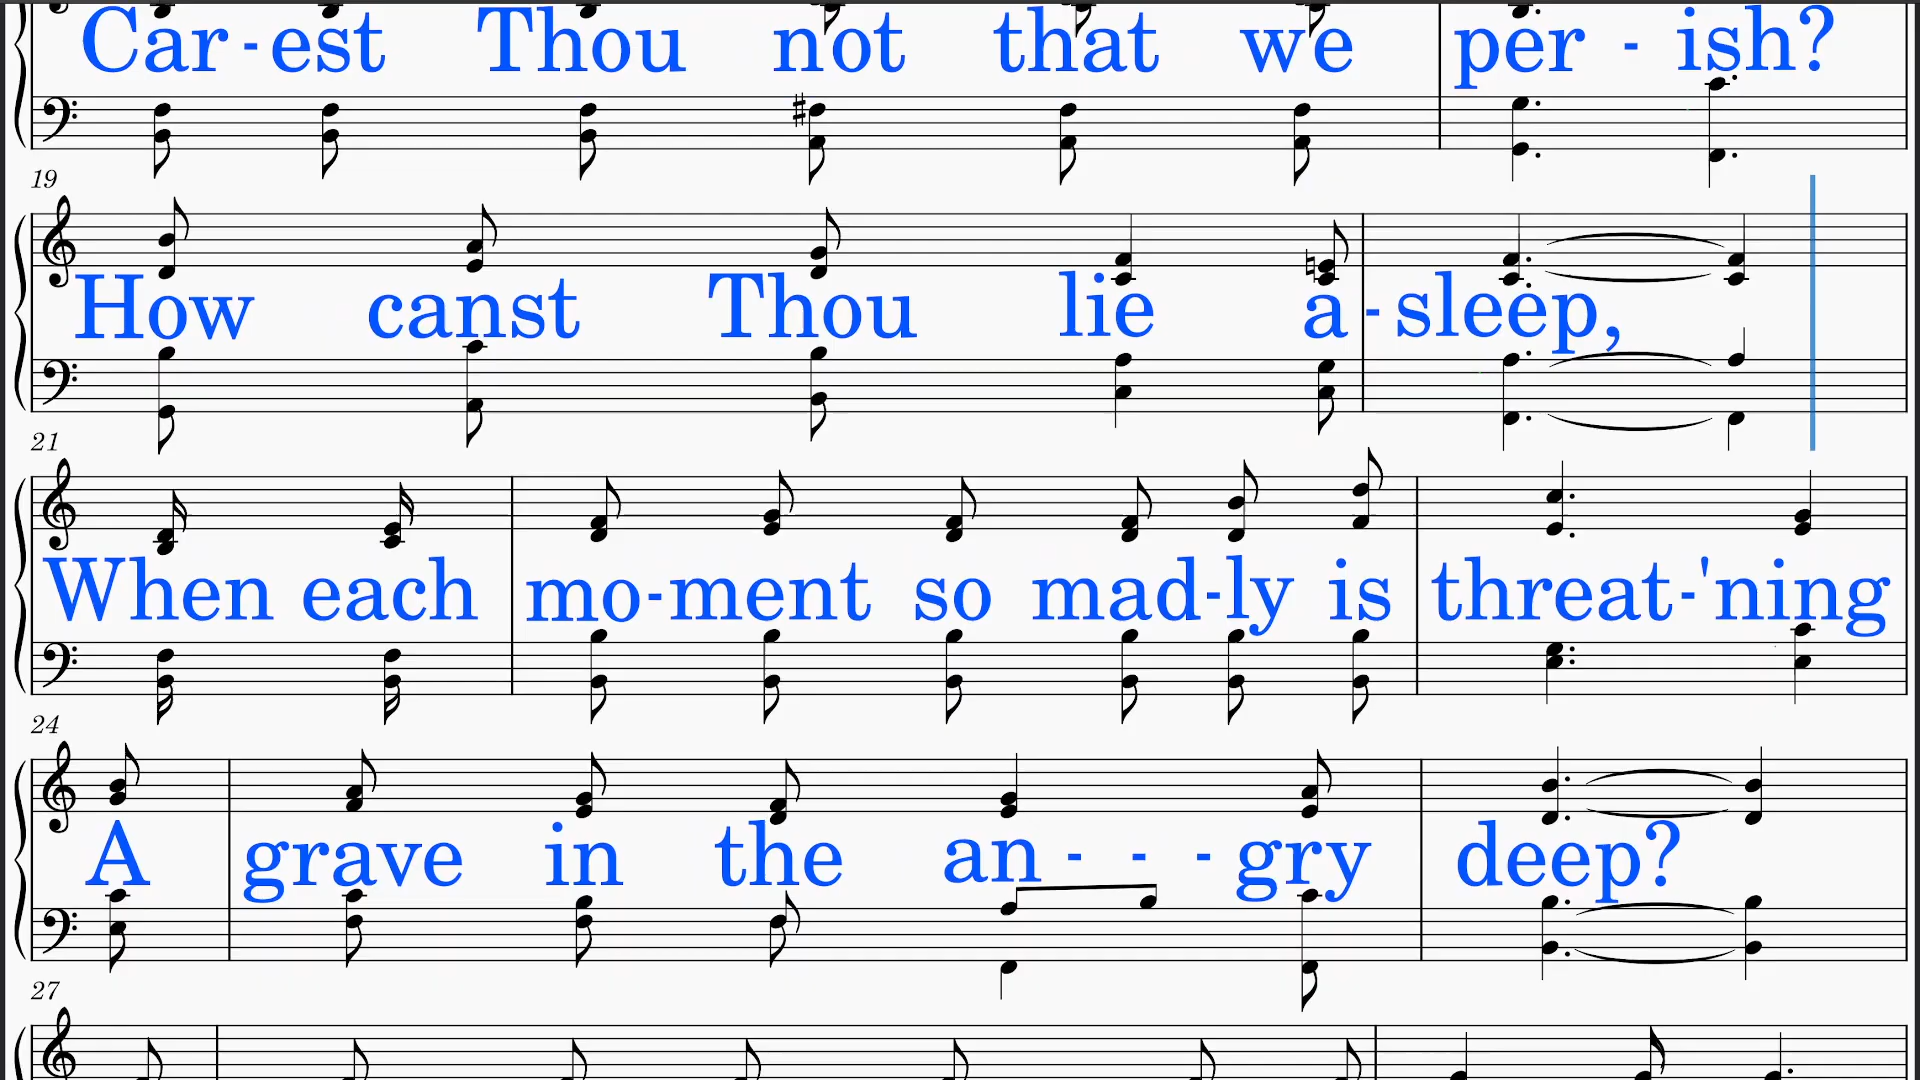 Car - est Thou not that we per - ish?
19
How canst Thou lie a - sleep,
21
When each mo - ment so mad - ly is threat - 'ning
24
A grave in the an - - - gry deep?
27